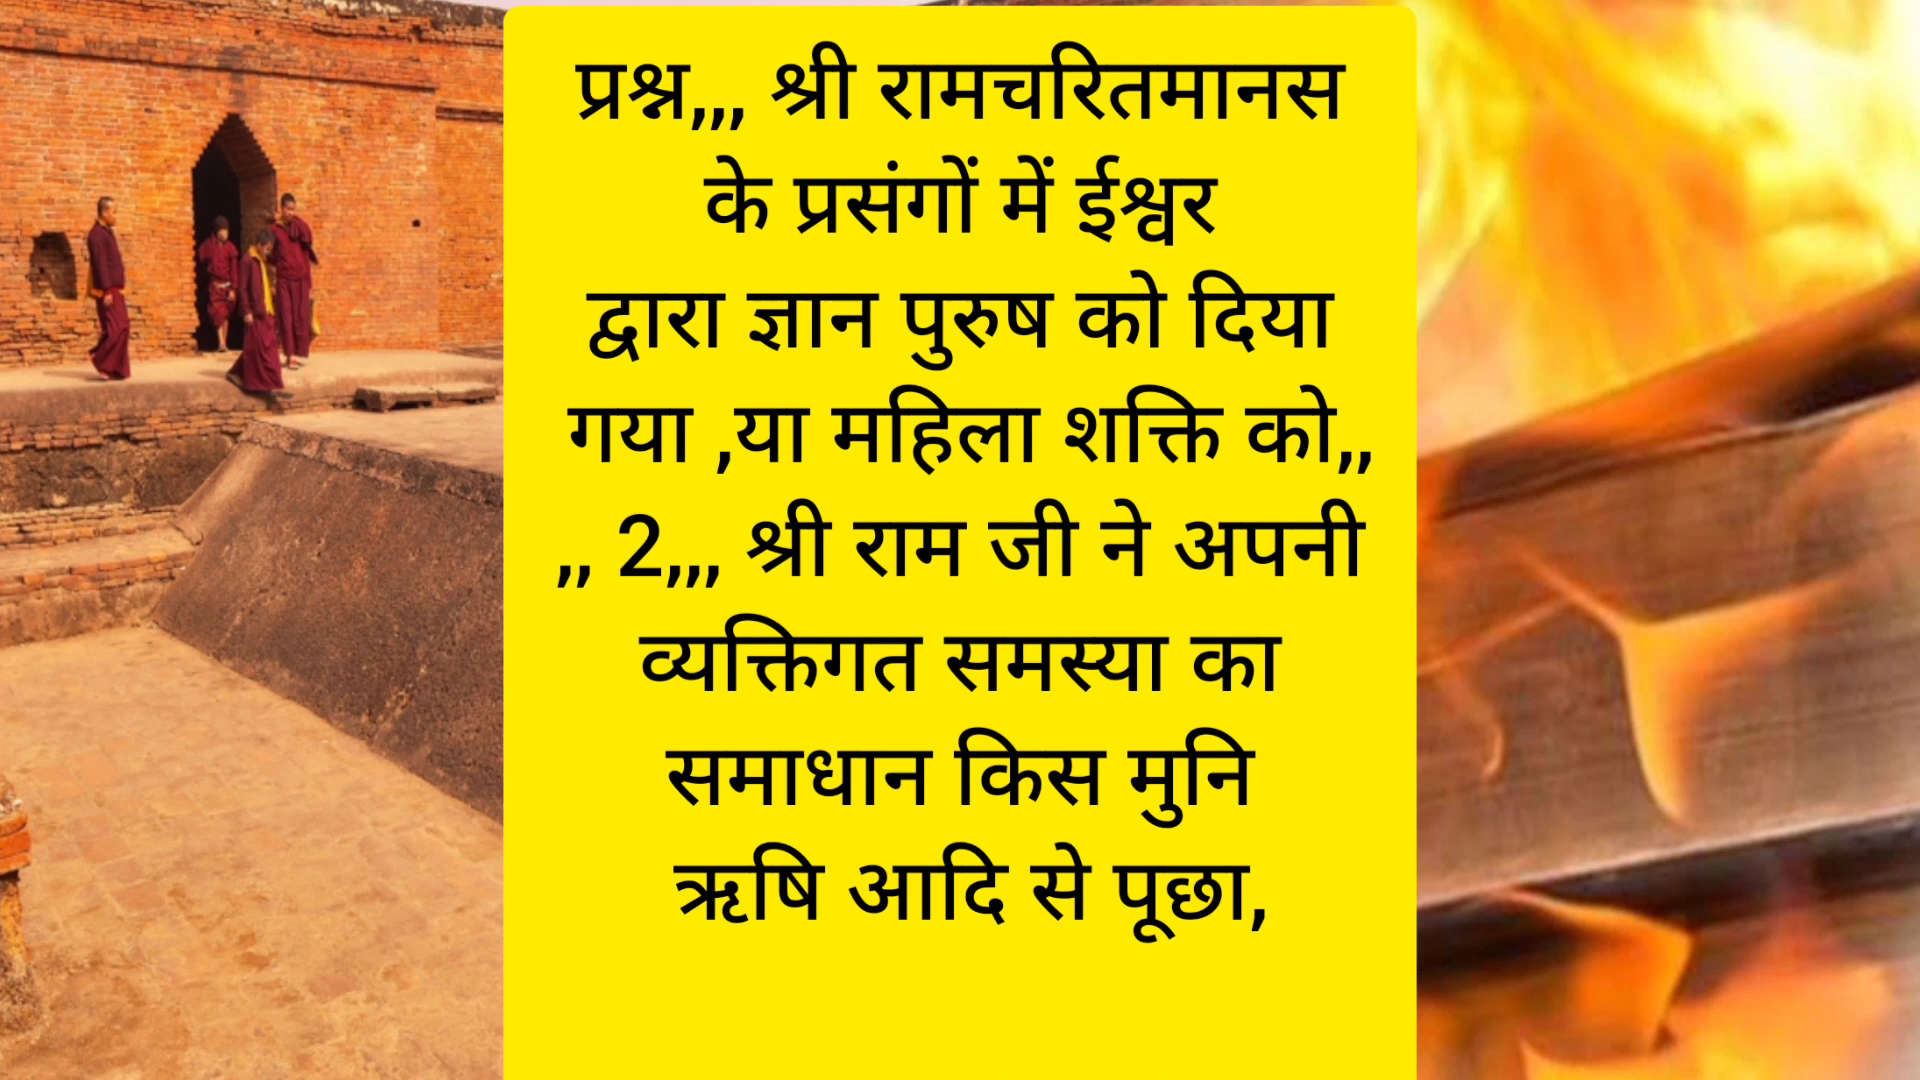 प्रश्न,,, श्री रामचरितमानस
के प्रसंगों में ईश्वर
द्वारा ज्ञान पुरुष को दिया
गया ,या महिला शक्ति को,,
,, 2,,, श्री राम जी ने अपनी
व्यक्तिगत समस्या का
समाधान किस मुनि
ऋषि आदि से पूछा,